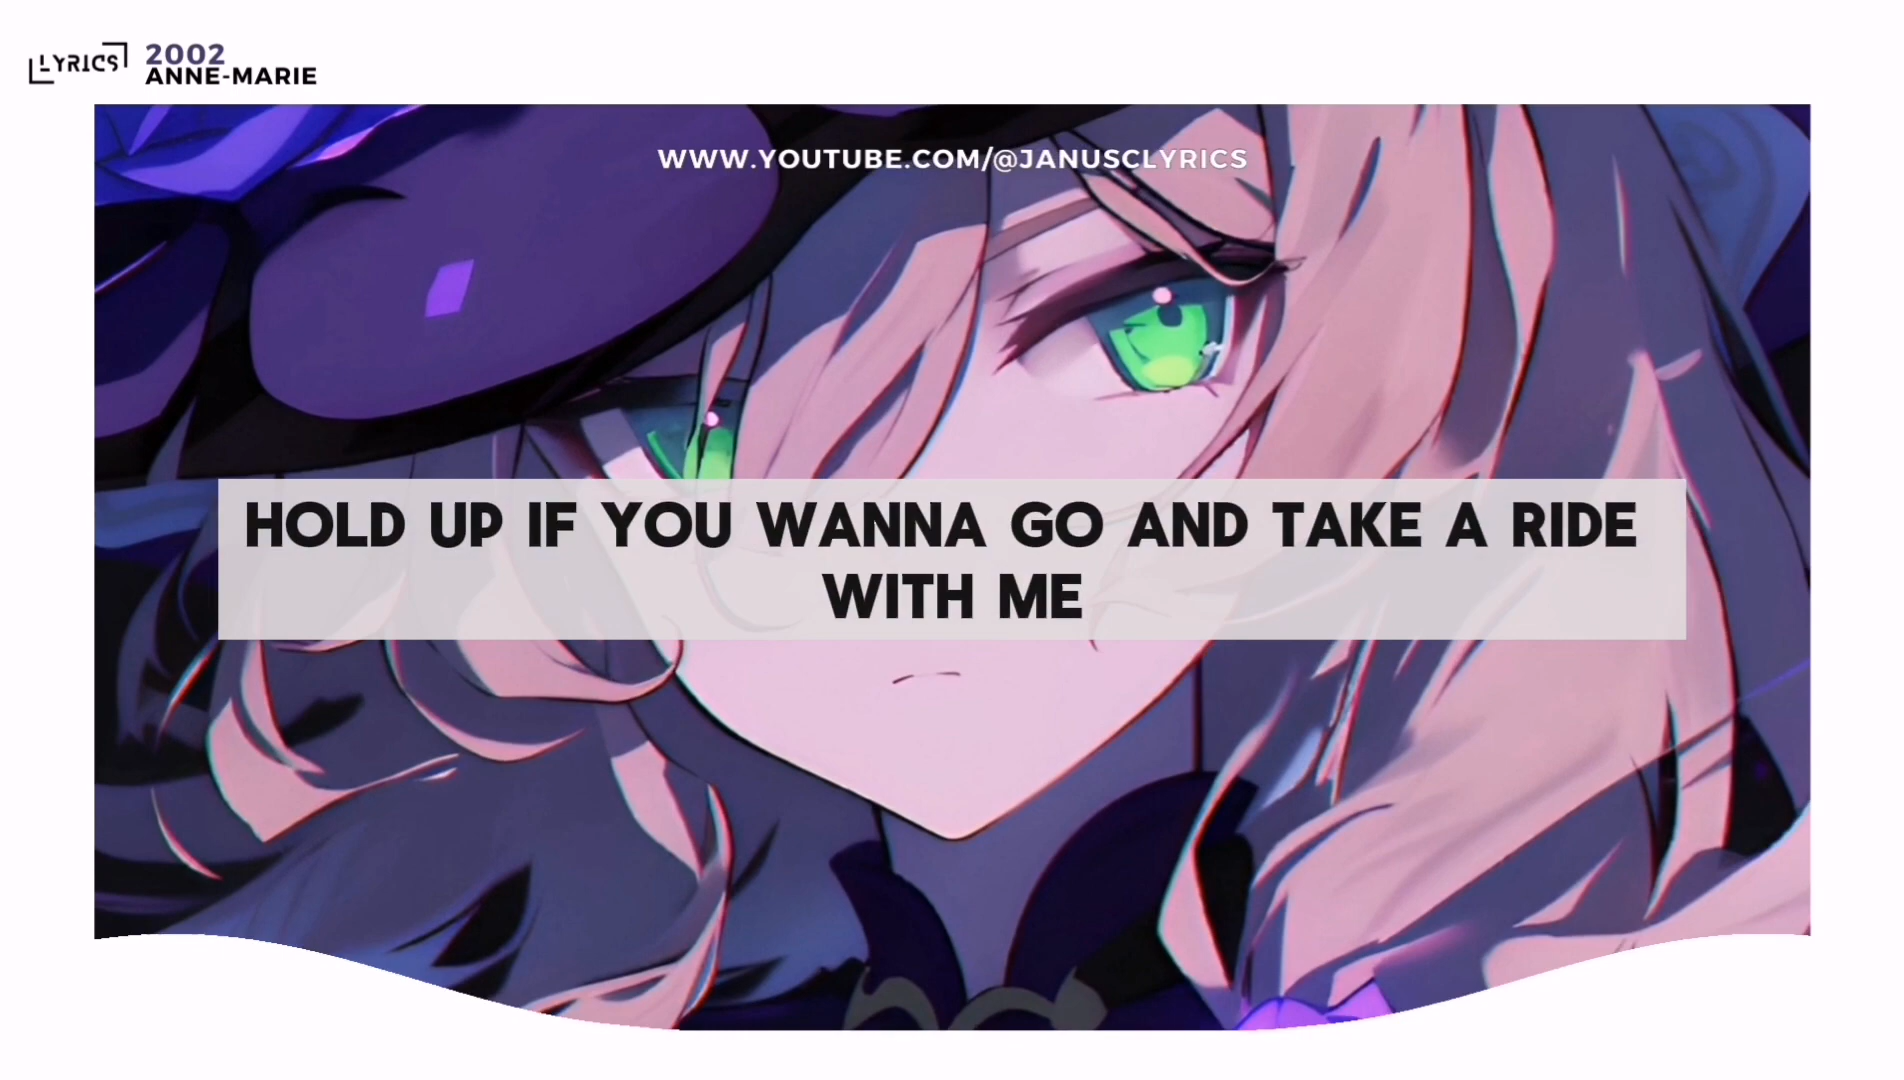 LYRICS
2002
ANNE-MARIE
WWW.YOUTUBE.COM/@JANUSCLYRICS
HOLD UP IF YOU WANNA GO AND TAKE A RIDE
WITH ME